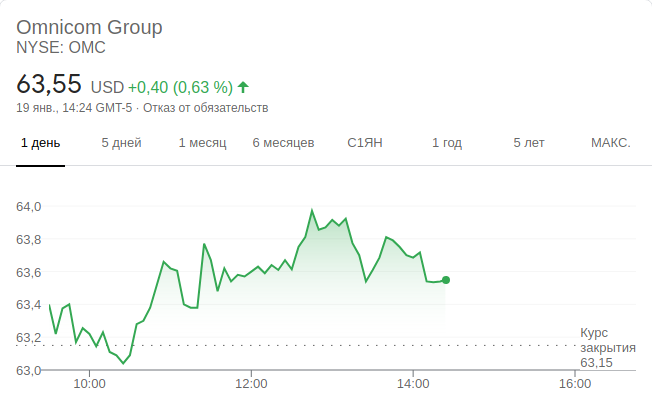 Omnicom Group
NYSE: OMC
63,55 USD +0,40 (0,63 %)
19 янв., 14:24 GMT-5 · Отказ от обязательств
1 день 5 дней 1 месяц 6 месяцев С1ЯН 1 год 5 лет МАКС.
64,0
63,8
63,6
63,4
63,2
63,0
Курс
закрытия
63,15
10:00 12:00 14:00 16:00